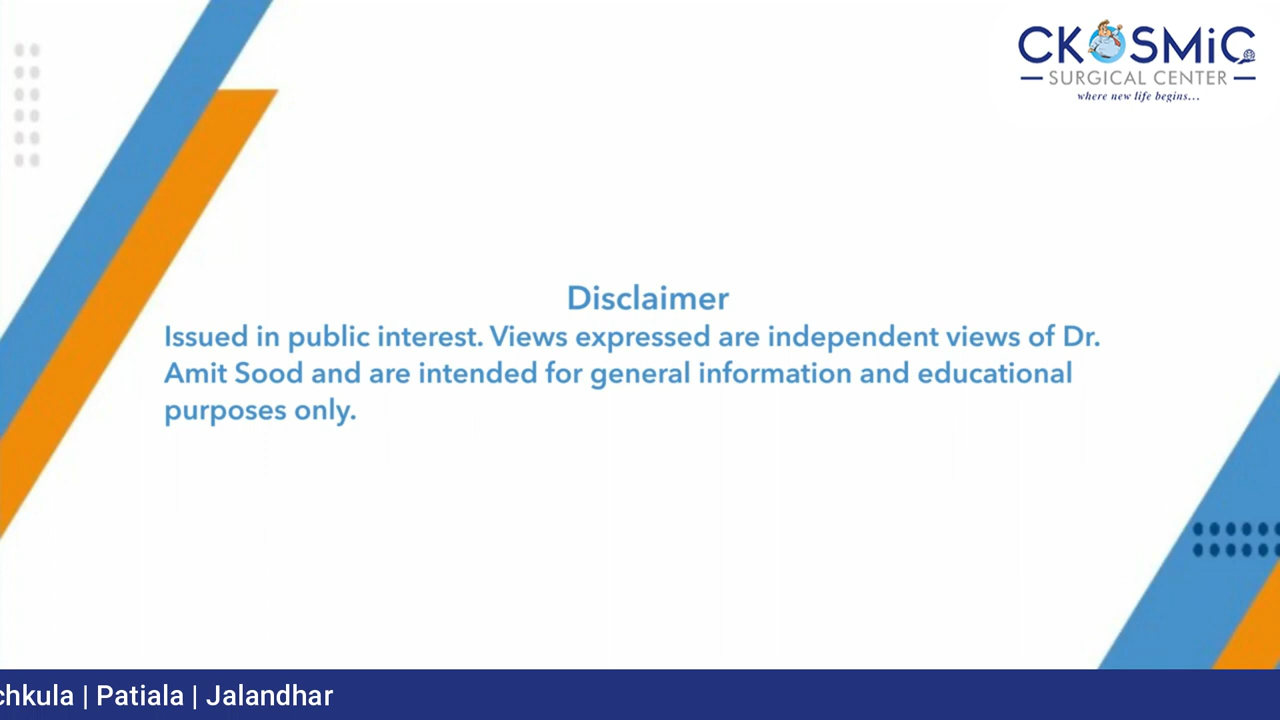 CKOSMiC
SURGICAL CENTER
where new life begins...
Disclaimer
Issued in public interest. Views expressed are independent views of Dr.
Amit Sood and are intended for general information and educational
purposes only.
chkula | Patiala | Jalandhar